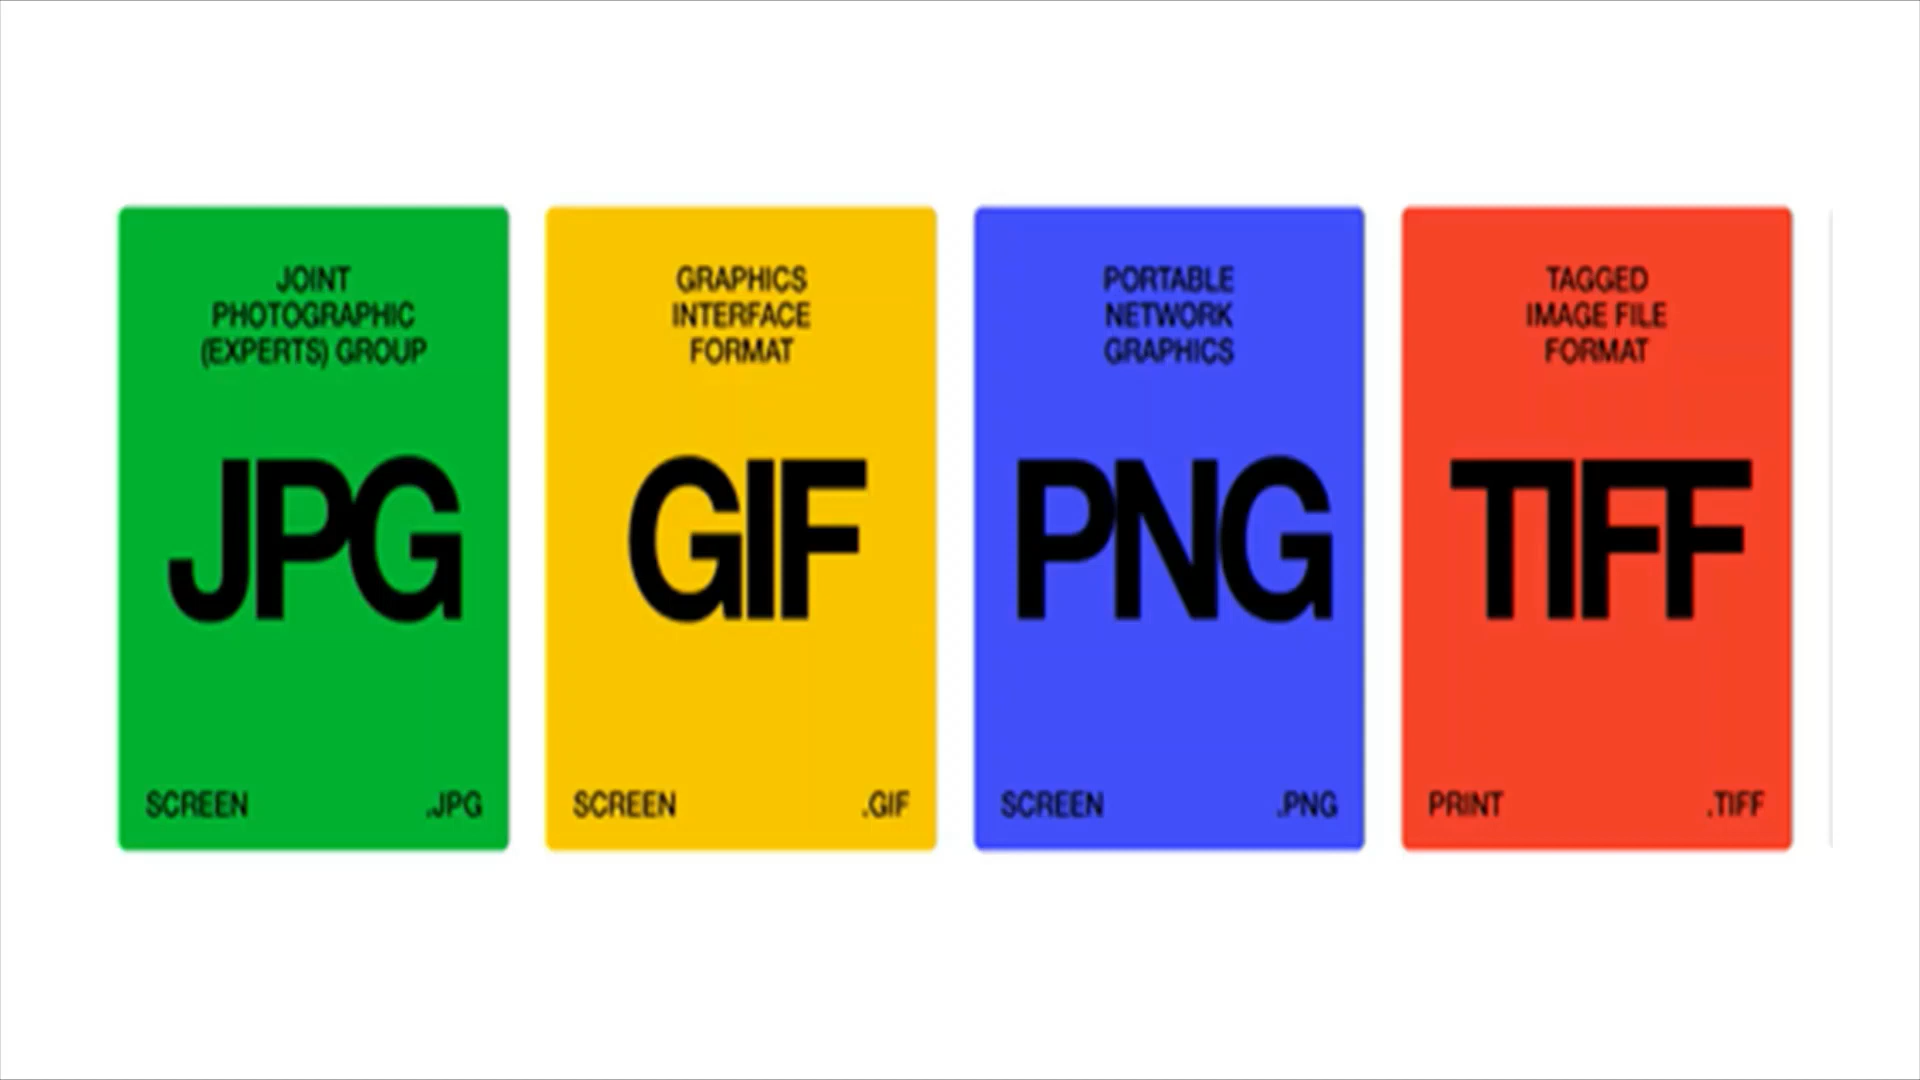 JOINT
PHOTOGRAPHIC
(EXPERTS) GROUP
JPG
SCREEN .JPG
GRAPHICS
INTERFACE
FORMAT
GIF
SCREEN .GIF
PORTABLE
NETWORK
GRAPHICS
PNG
SCREEN .PNG
TAGGED
IMAGE FILE
FORMAT
TIFF
PRINT .TIFF